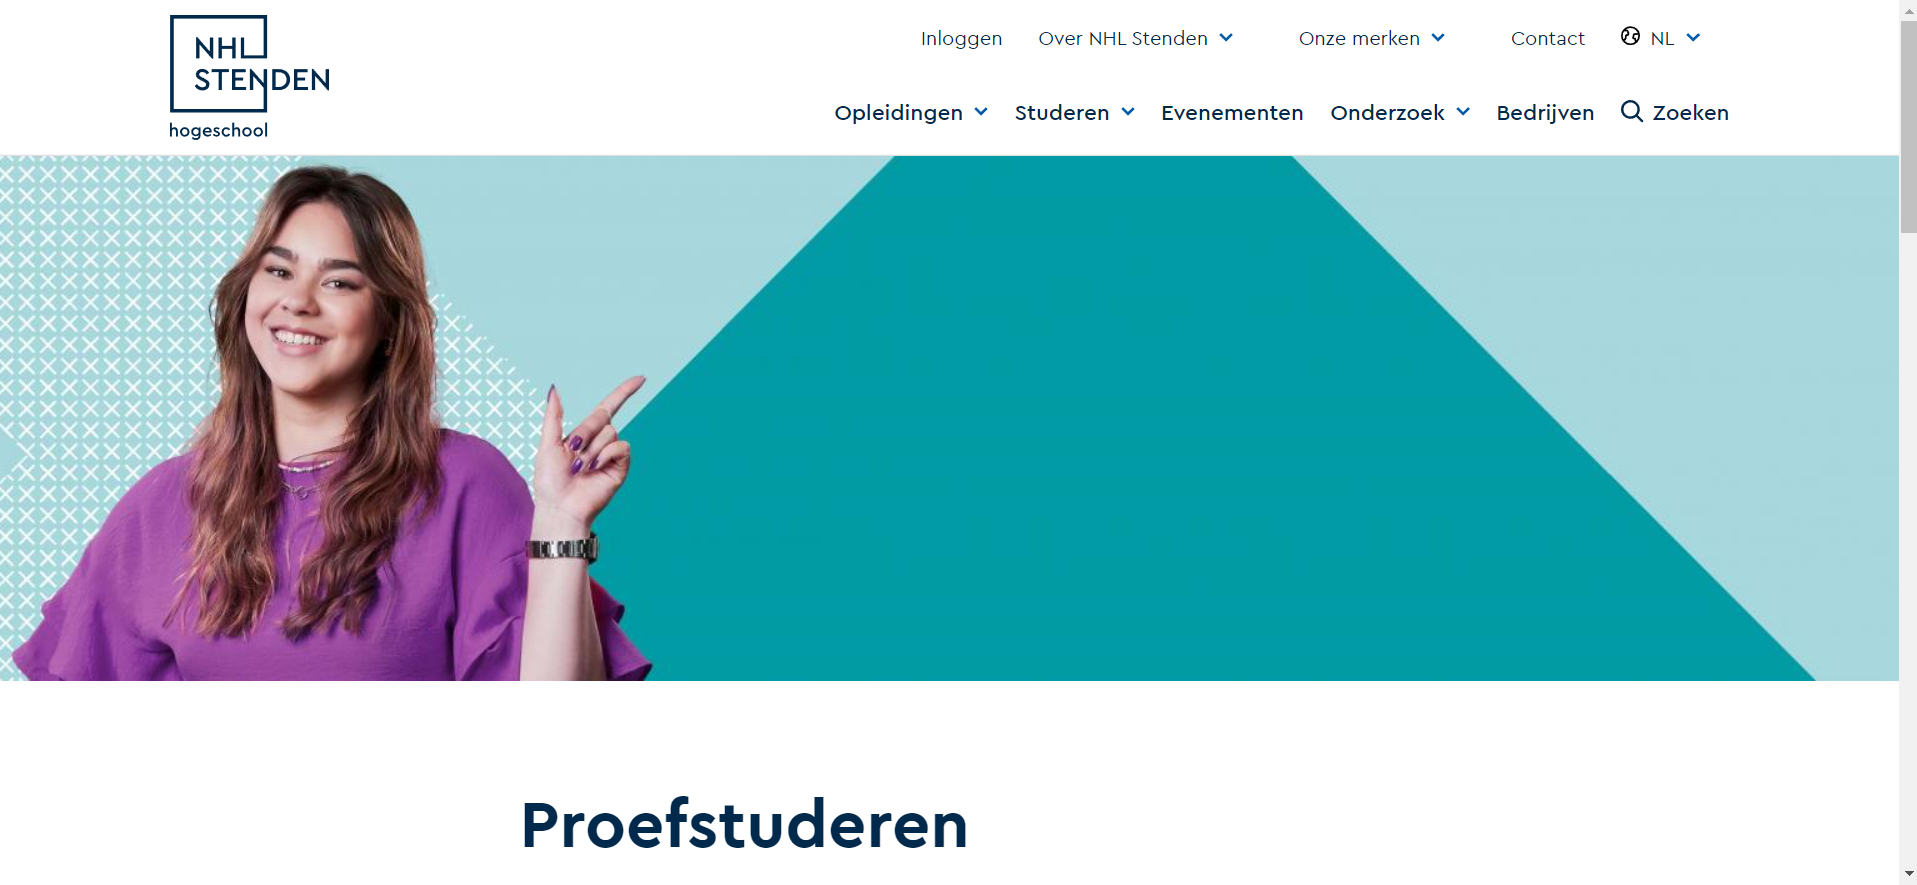 NHL
STENDEN
hogeschool
Inloggen Over NHL Stenden Onze merken Contact NL
Opleidingen Studeren Evenementen Onderzoek Bedrijven Zoeken
Proefstuderen